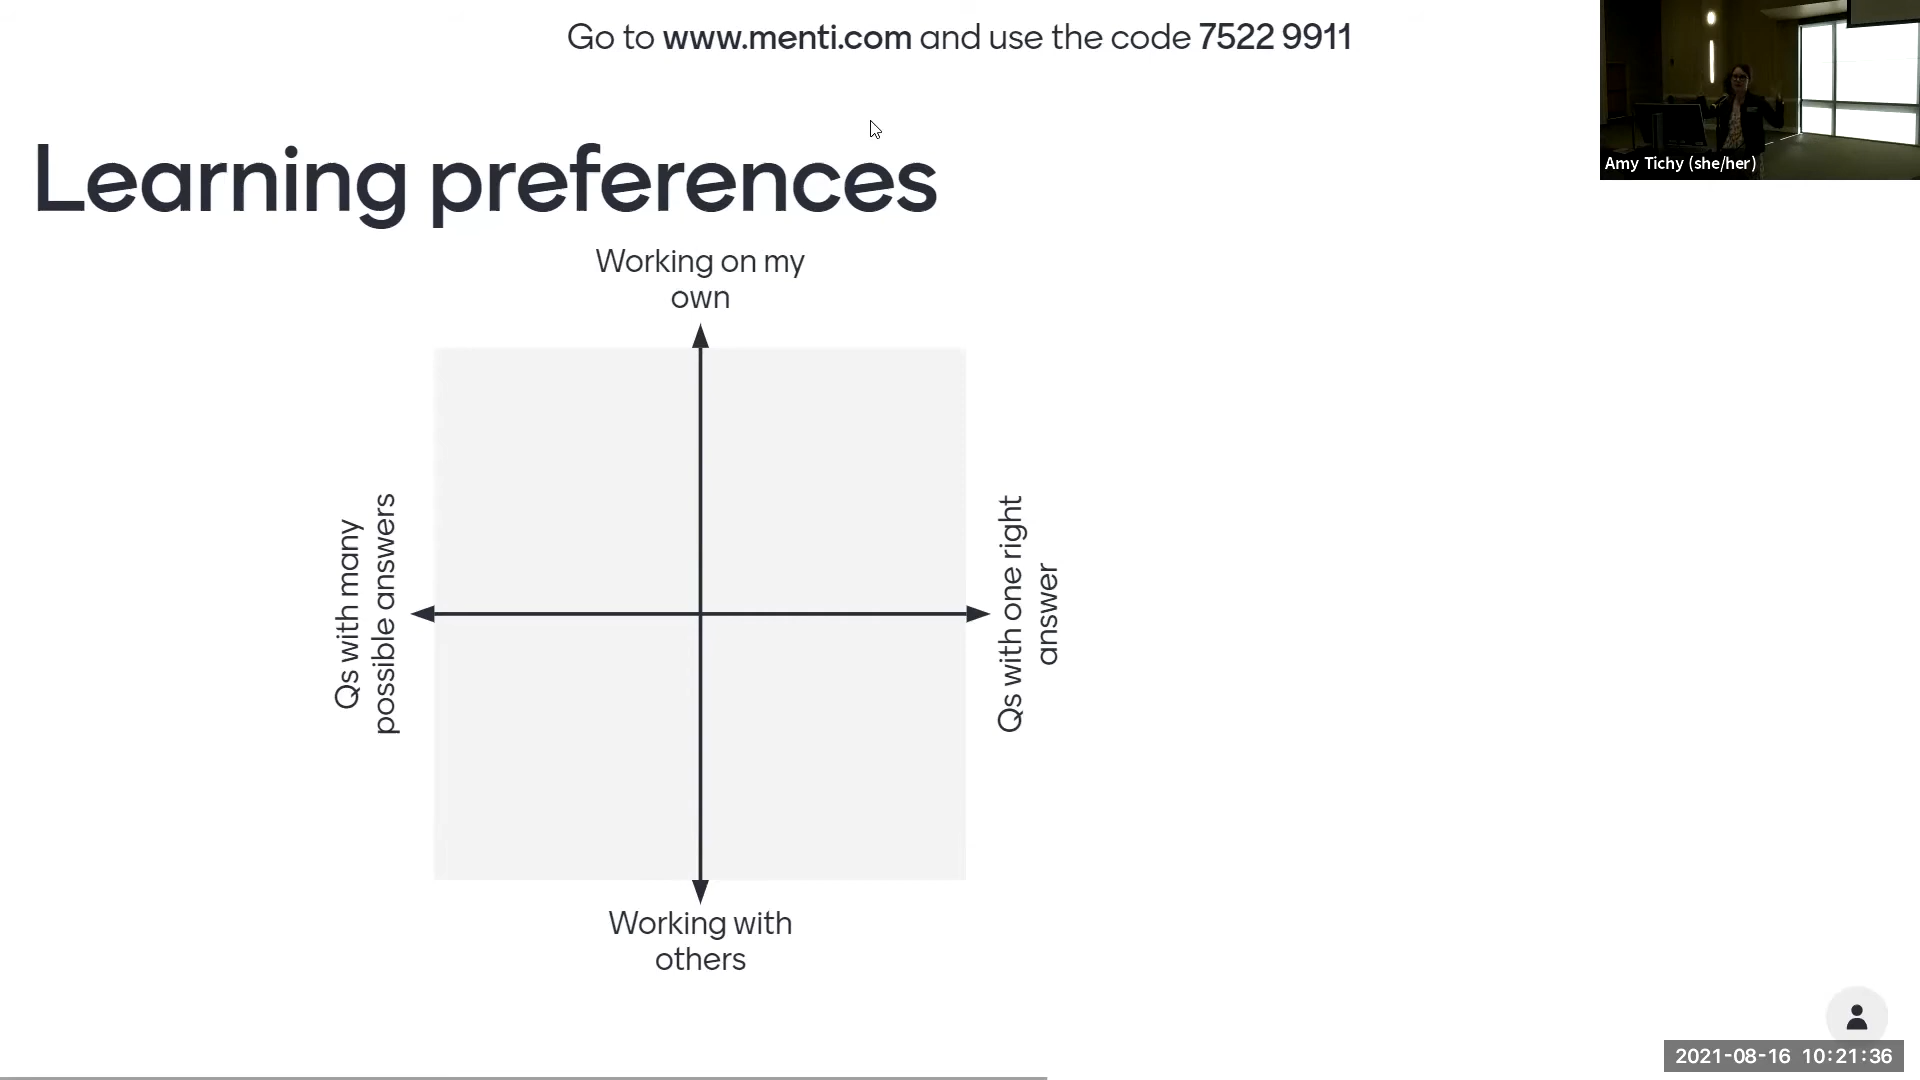 Go to www.menti.com and use the code 7522 9911
Amy Tichy (she/her)
Learning preferences
Working on my
own
Qs with many
possible answers
Qs with one right
answer
Working with
others
2021-08-16 10:21:36